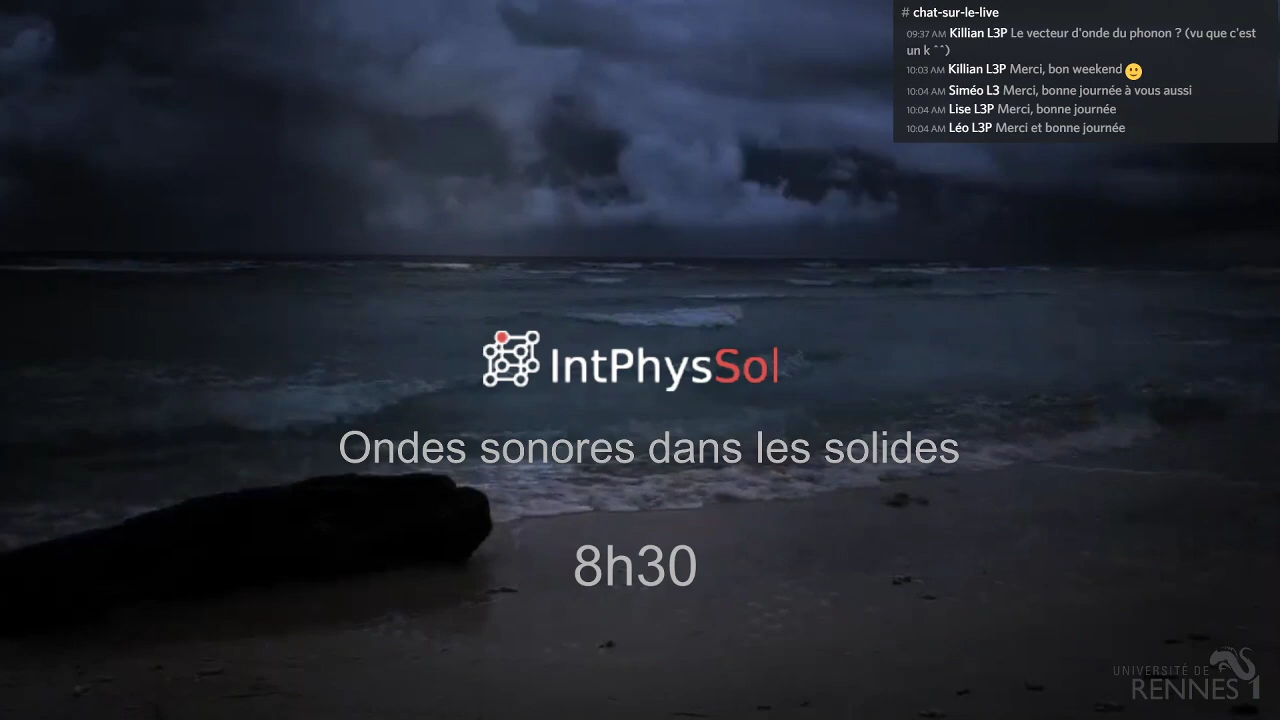 # chat-sur-le-live
09:37 AM Killian L3P Le vecteur d'onde du phonon ? (vu que c'est
un k ^^)
10:03 AM Killian L3P Merci, bon weekend 🙂
10:04 AM Siméo L3 Merci, bonne journée à vous aussi
10:04 AM Lise L3P Merci, bonne journée
10:04 AM Léo L3P Merci et bonne journée
IntPhysSol
Ondes sonores dans les solides
8h30
UNIVERSITÉ DE
RENNES 1